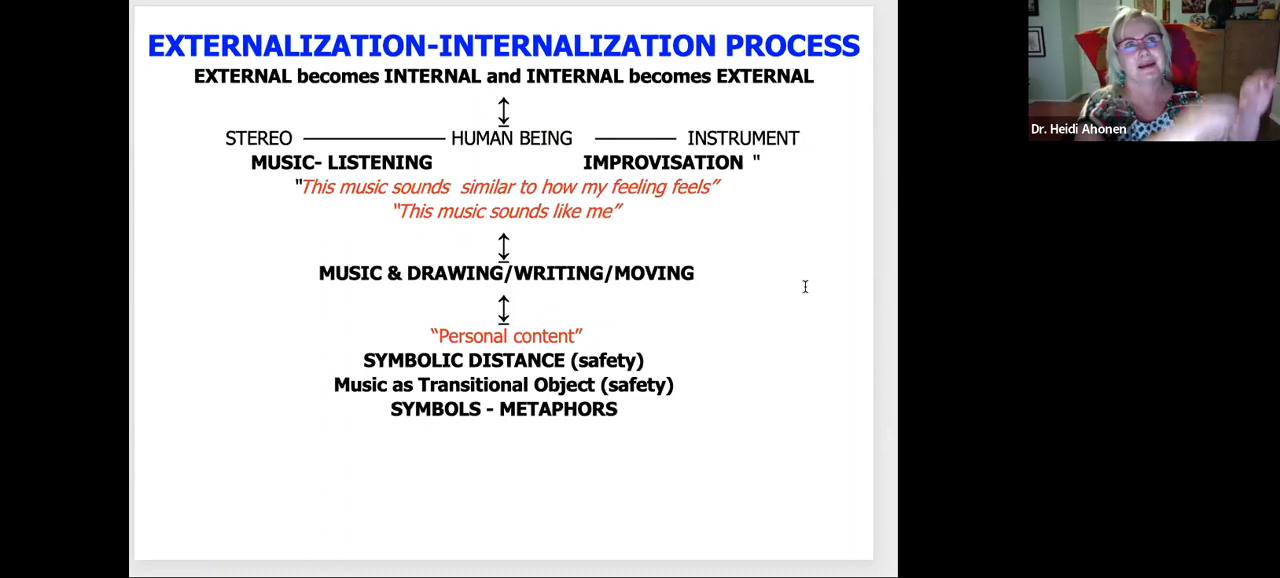 EXTERNALIZATION-INTERNALIZATION PROCESS
EXTERNAL becomes INTERNAL and INTERNAL becomes EXTERNAL
STEREO HUMAN BEING INSTRUMENT
MUSIC- LISTENING IMPROVISATION "
"This music sounds similar to how my feeling feels”
“This music sounds like me”
MUSIC & DRAWING/WRITING/MOVING
“Personal content”
SYMBOLIC DISTANCE (safety)
Music as Transitional Object (safety)
SYMBOLS - METAPHORS
Dr. Heidi Ahonen